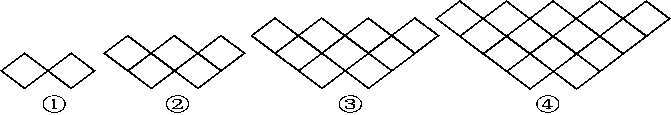 ① ② ③ ④